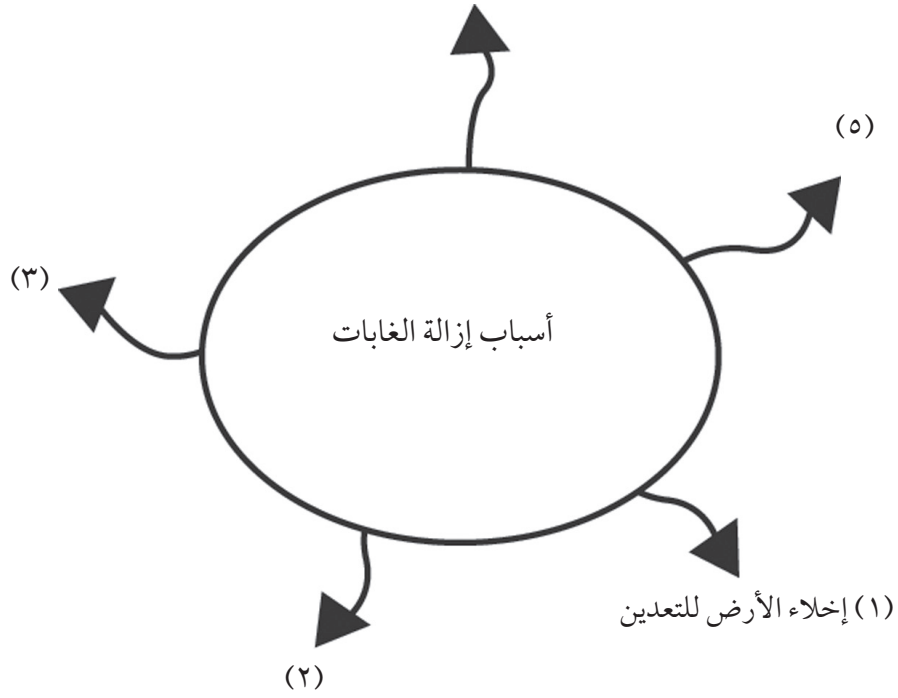 (٥)
(٣)
أسباب إزالة الغابات
(١) إخلاء الأرض للتعدين
(٢)